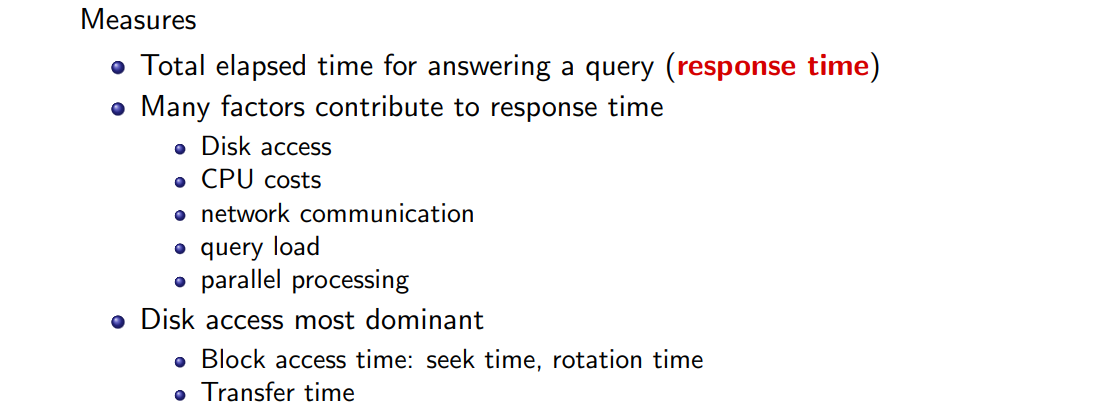 Measures
Total elapsed time for answering a query (response time)
Many factors contribute to response time
Disk access
CPU costs
network communication
query load
parallel processing
Disk access most dominant
Block access time: seek time, rotation time
Transfer time